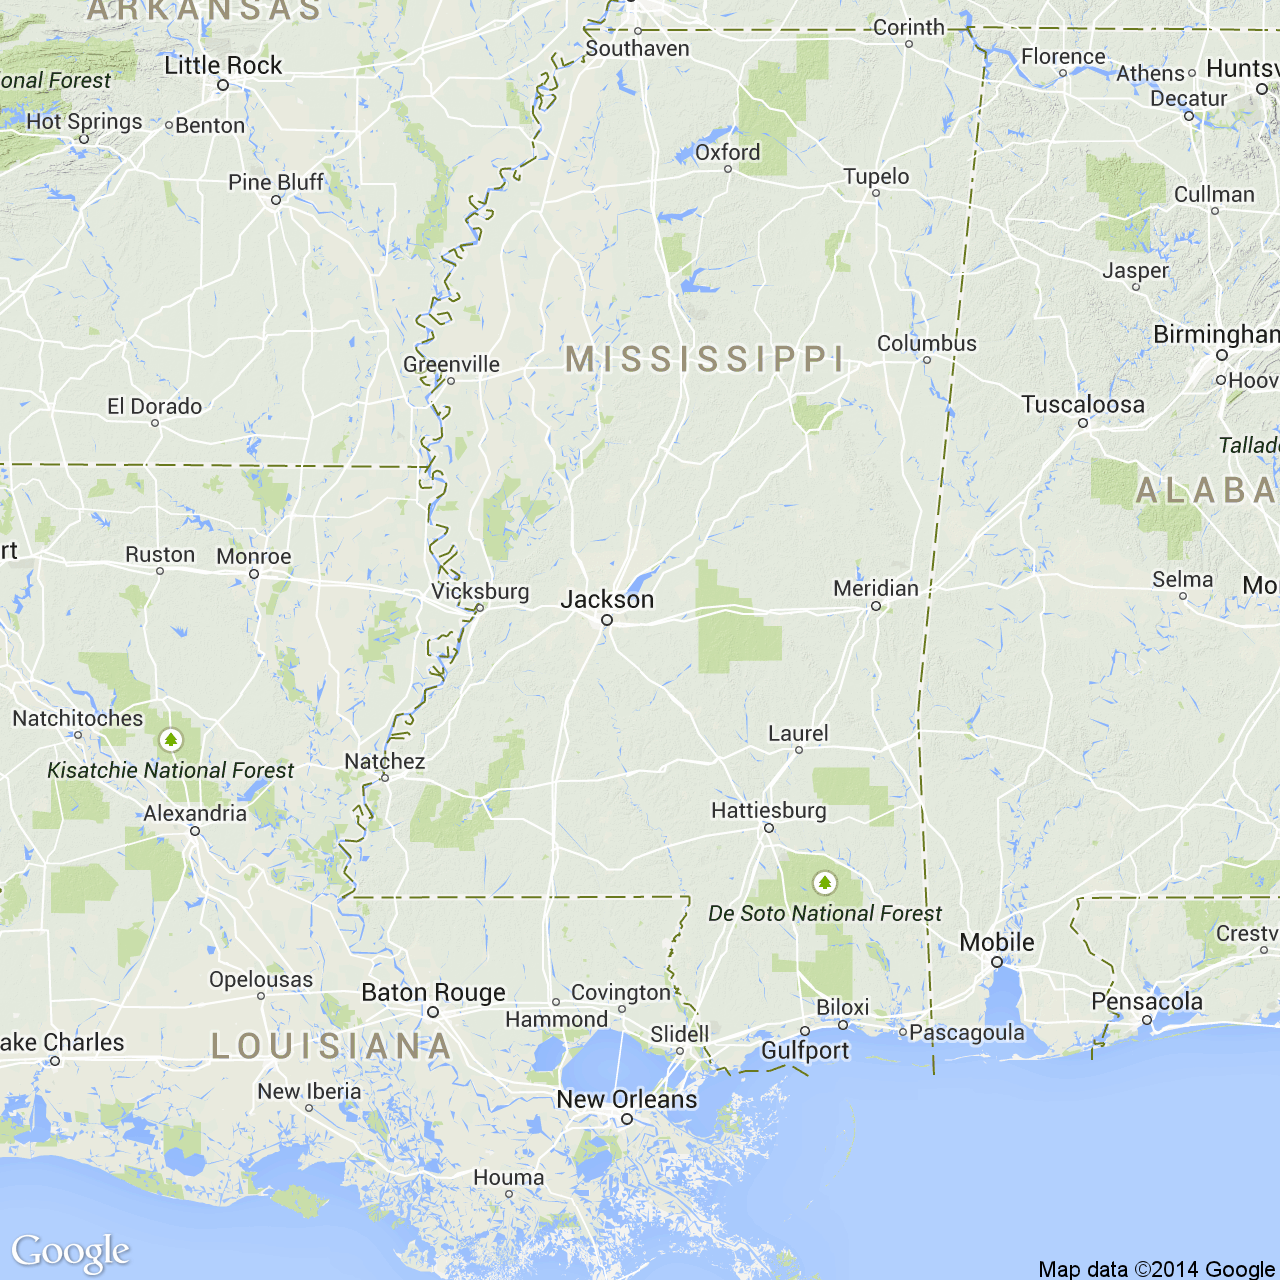 ARKANSAS
Corinth
Southaven
Florence
Little Rock
Athens
Huntsv
onal Forest
Decatur
Hot Springs
Benton
Oxford
Tupelo
Pine Bluff
Cullman
Jasper
Birmingham
Columbus
MISSISSIPPI
Greenville
Hoov
El Dorado
Tuscaloosa
Tallade
ALABA
rt
Ruston
Monroe
Vicksburg
Jackson
Meridian
Selma
Mo
Natchitoches
Laurel
Kisatchie National Forest
Natchez
Alexandria
Hattiesburg
De Soto National Forest
Crestv
Mobile
Opelousas
Baton Rouge
Covington
Hammond
Biloxi
Pensacola
Slidell
Pascagoula
ake Charles
LOUISIANA
Gulfport
New Iberia
New Orleans
Houma
Google
Map data ©2014 Google